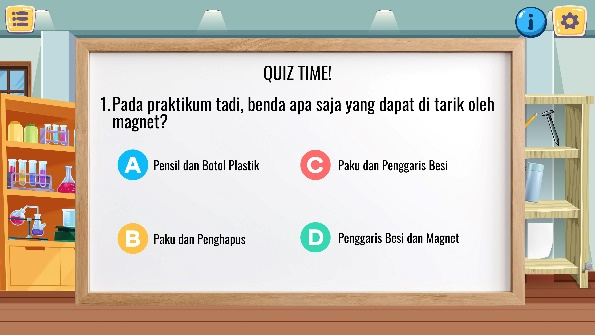 QUIZ TIME!
1.Pada praktikum tadi, benda apa saja yang dapat di tarik oleh
magnet?
A Pensil dan Botol Plastik
C Paku dan Penggaris Besi
B Paku dan Penghapus
D Penggaris Besi dan Magnet